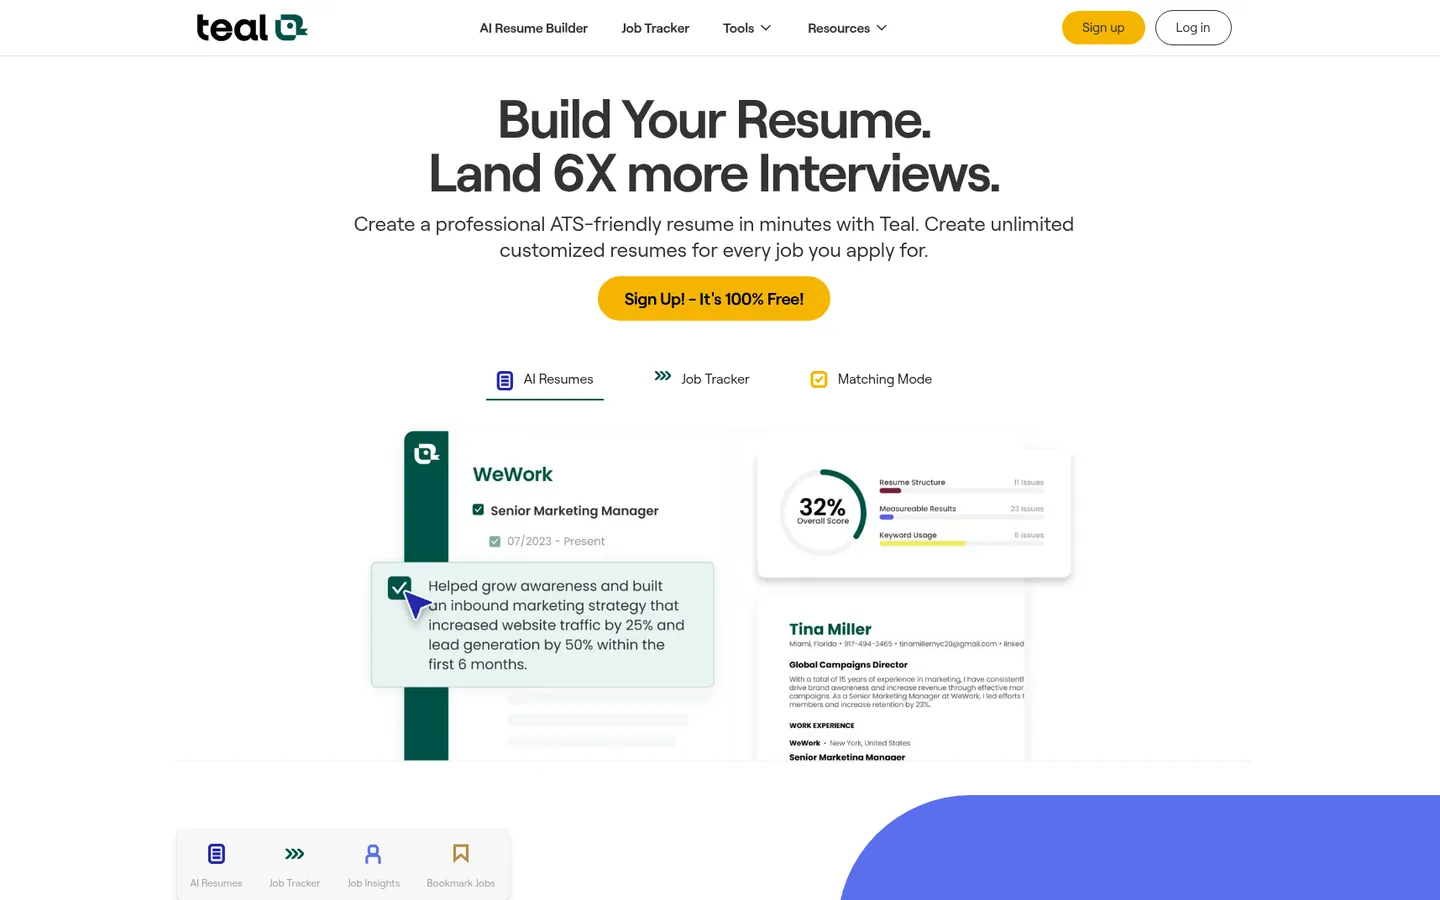 teal
AI Resume Builder
Job Tracker
Tools
Resources
Sign up
Log in
Build Your Resume.
Land 6X more Interviews.
Create a professional ATS-friendly resume in minutes with Teal. Create unlimited
customized resumes for every job you apply for.
Sign Up! - It's 100% Free!
AI Resumes
Job Tracker
Matching Mode
WeWork
Senior Marketing Manager
07/2023 - Present
Helped grow awareness and built
an inbound marketing strategy that
increased website traffic by 25% and
lead generation by 50% within the
first 6 months.
32%
Overall Score
Resume Structure
11 Issues
Measureable Results
23 Issues
Keyword Usage
6 Issues
Tina Miller
Miami, Florida • 917-494-3465 • tinamillernyc20@gmail.com • linked
Global Campaigns Director
With a total of 15 years of experience in marketing, I have consistentl
drive brand awareness and increase revenue through effective mar
campaigns. As a Senior Marketing Manager at WeWork, I led efforts t
members and increase retention by 23%.
WORK EXPERIENCE
WeWork • New York, United States
Senior Marketing Manager
AI Resumes
Job Tracker
Job Insights
Bookmark Jobs